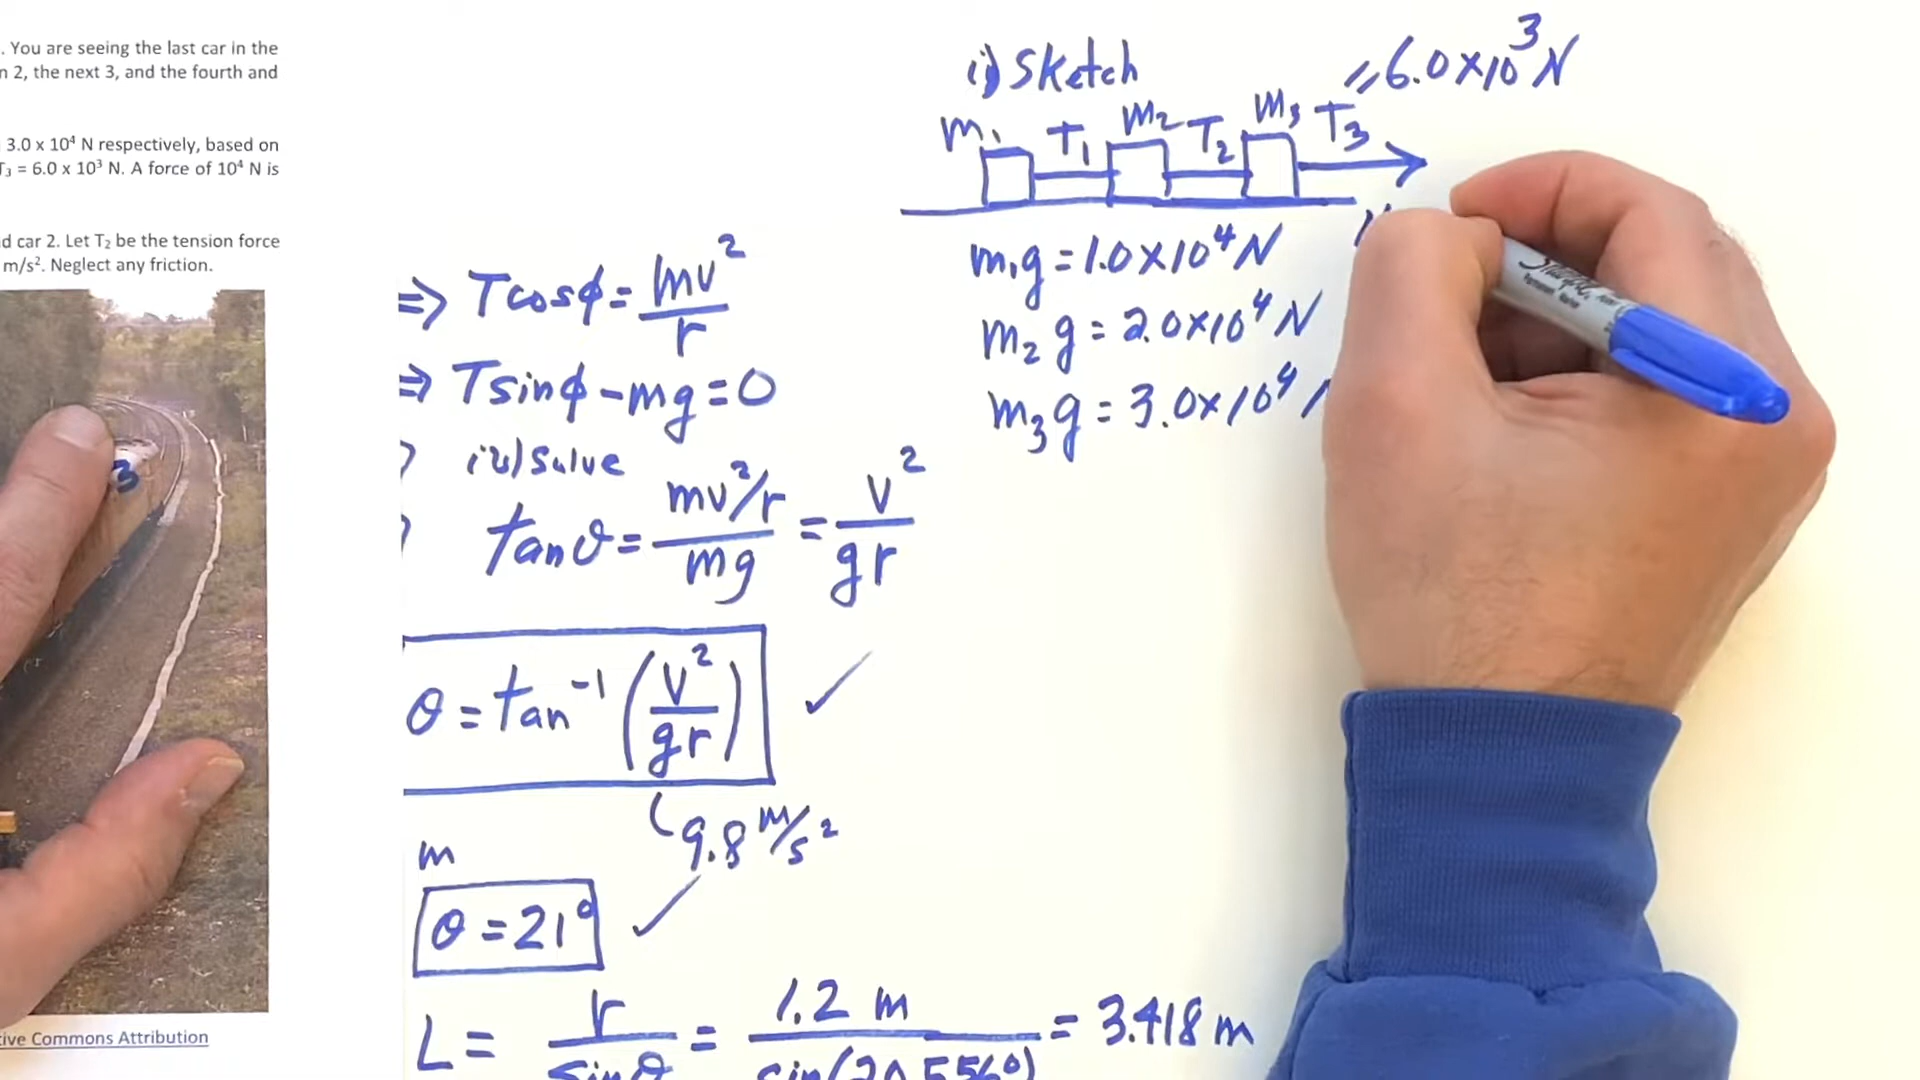 . You are seeing the last car in the
n 2, the next 3, and the fourth and
3.0 x 10⁴ N respectively, based on
T₃ = 6.0 x 10³ N. A force of 10⁴ N is
d car 2. Let T₂ be the tension force
m/s². Neglect any friction.
3
tive Commons Attribution
⇒ Tcosϕ = mv²/r
⇒ Tsinϕ - mg = 0
iv) Solve
tanθ = mv²/r / mg = v²/gr
θ = tan⁻¹ (v²/gr) ✓
9.8 m/s²
m
θ = 21° ✓
L = r/sinθ = 1.2 m / sin(20.556°) = 3.418 m
i) Sketch
= 6.0 x 10³ N
m₁ T₁ m₂ T₂ m₃ T₃
m₁g = 1.0 x 10⁴ N
m₂g = 2.0 x 10⁴ N
m₃g = 3.0 x 10⁴ N
Sharpie